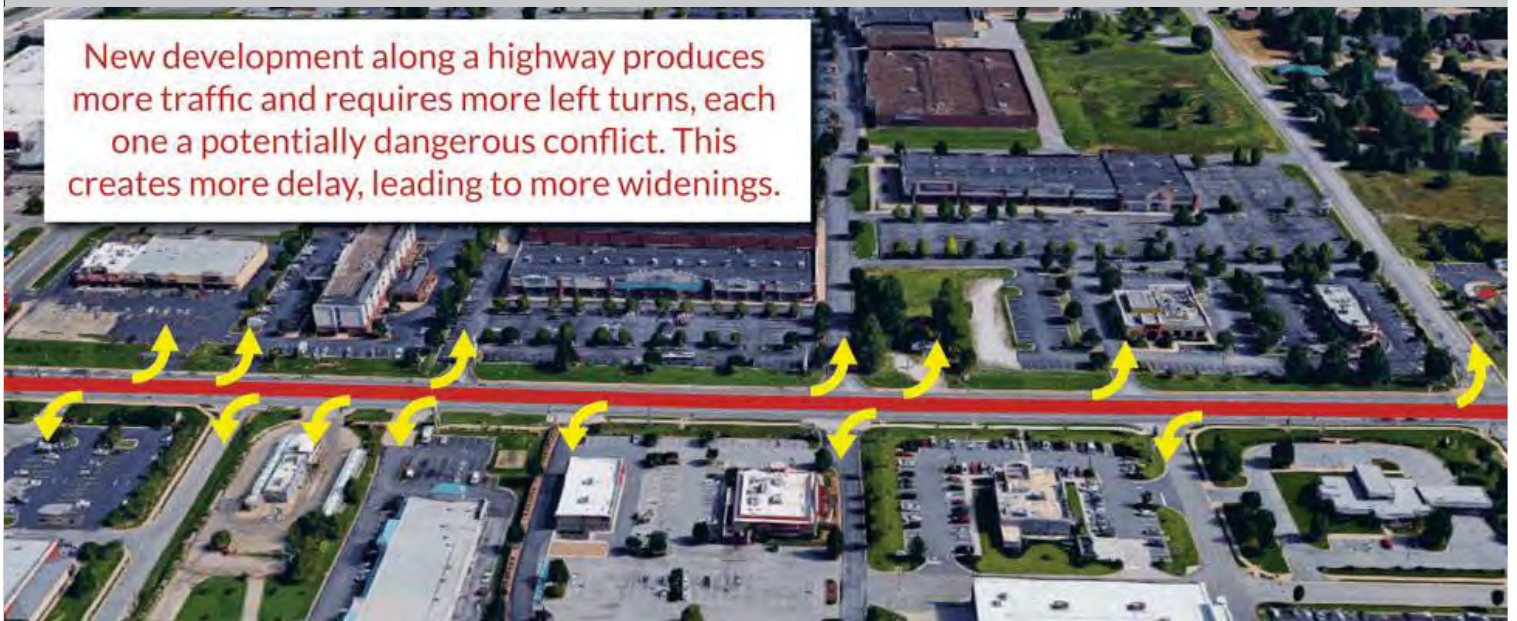 New development along a highway produces
more traffic and requires more left turns, each
one a potentially dangerous conflict. This
creates more delay, leading to more widenings.